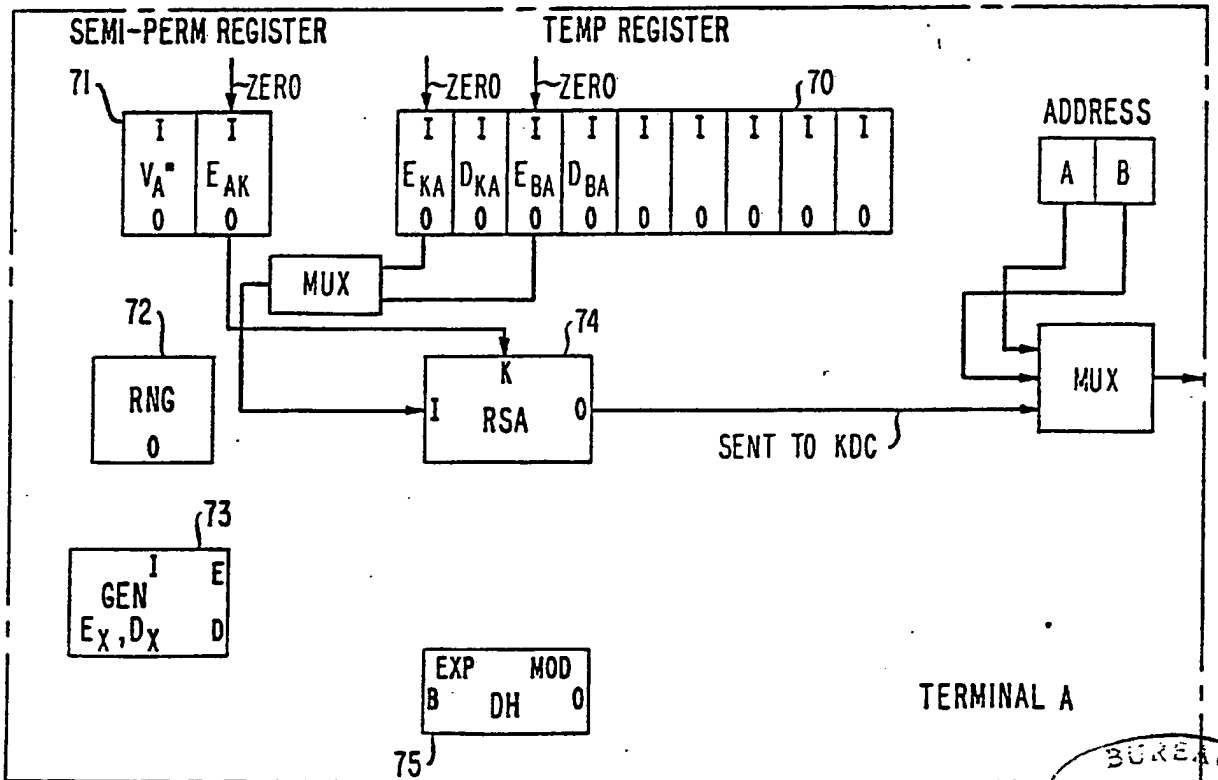 SEMI-PERM REGISTER TEMP REGISTER
71 ZERO ZERO ZERO 70
ADDRESS
I I I I I I I I I I I
V_A" E_AK E_KA D_KA E_BA D_BA A B
0 0 0 0 0 0 0 0 0 0 0
MUX
72 74
K
RNG I RSA 0 MUX
0
SENT TO KDC
73
I E
GEN
E_X, D_X D
EXP MOD
B DH 0
75
TERMINAL A